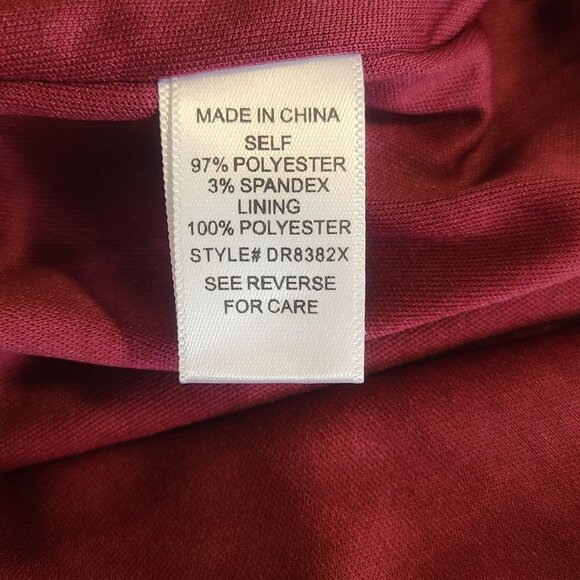 MADE IN CHINA
SELF
97% POLYESTER
3% SPANDEX
LINING
100% POLYESTER
STYLE# DR8382X
SEE REVERSE
FOR CARE